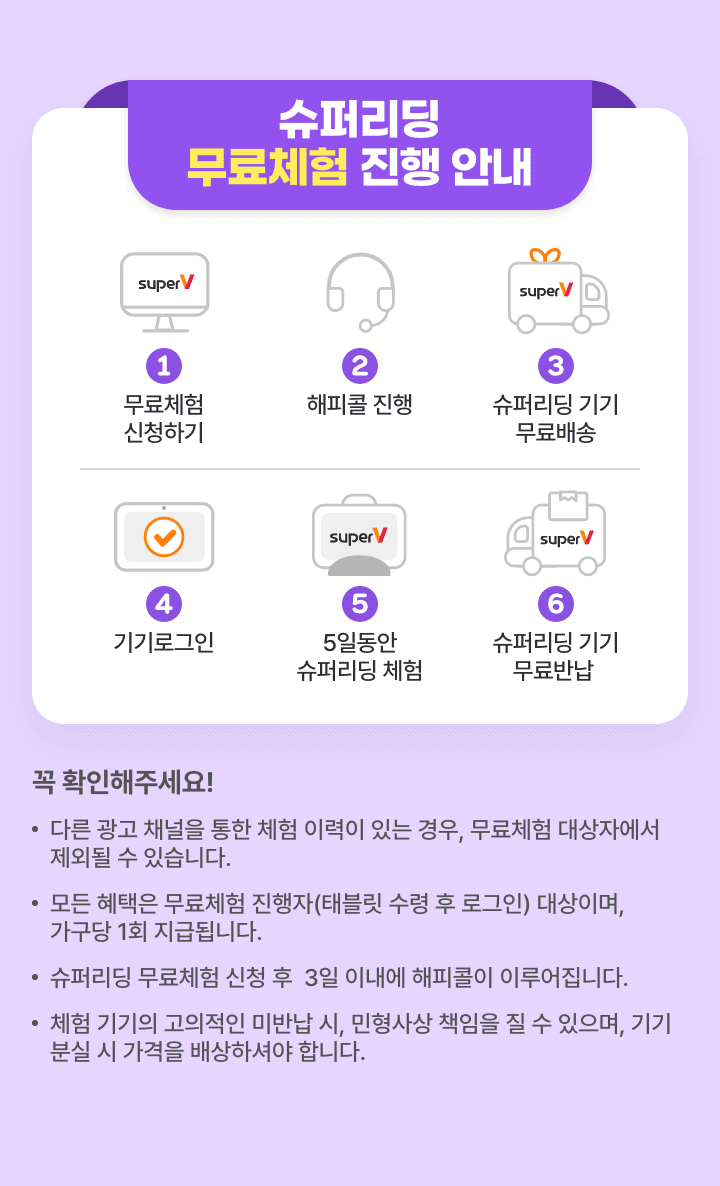 슈퍼리딩
무료체험 진행 안내
superV
superV
1
2
3
무료체험
신청하기
해피콜 진행
슈퍼리딩 기기
무료배송
superV
superV
4
5
6
기기로그인
5일동안
슈퍼리딩 체험
슈퍼리딩 기기
무료반납
꼭 확인해주세요!
• 다른 광고 채널을 통한 체험 이력이 있는 경우, 무료체험 대상자에서
제외될 수 있습니다.
• 모든 혜택은 무료체험 진행자(태블릿 수령 후 로그인) 대상이며,
가구당 1회 지급됩니다.
• 슈퍼리딩 무료체험 신청 후 3일 이내에 해피콜이 이루어집니다.
• 체험 기기의 고의적인 미반납 시, 민형사상 책임을 질 수 있으며, 기기
분실 시 가격을 배상하셔야 합니다.